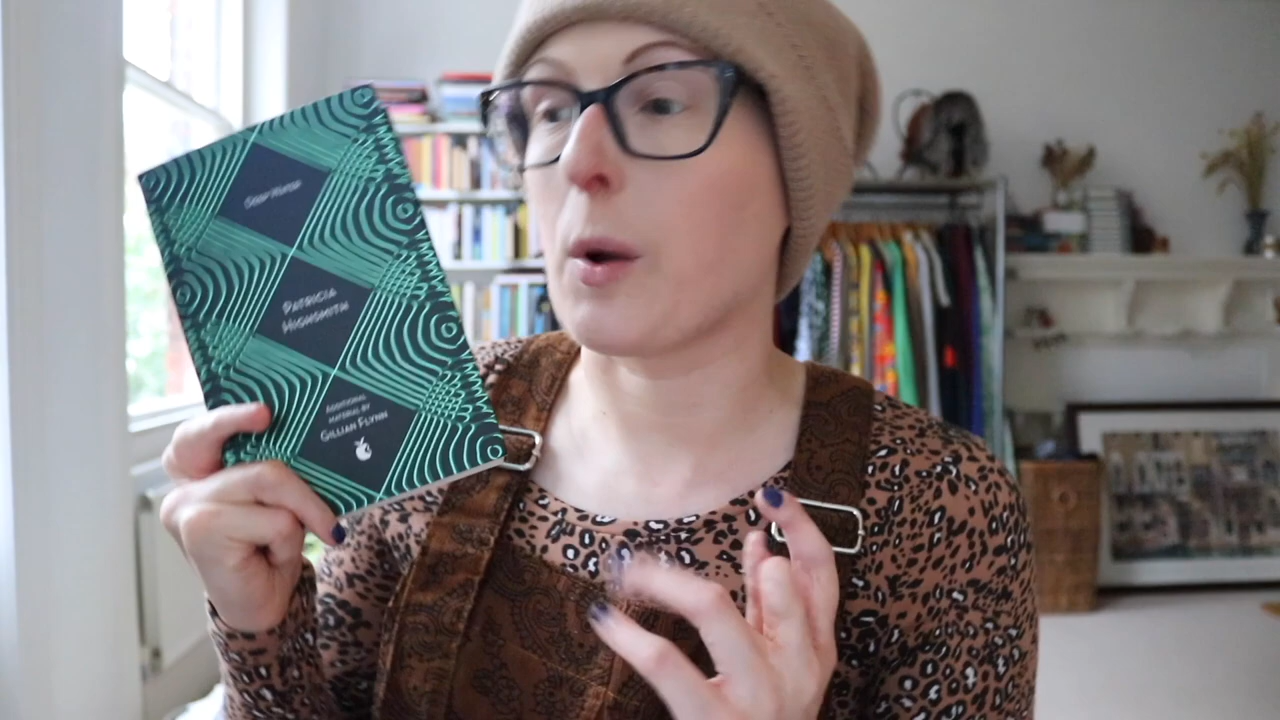 DEEP WATER
PATRICIA
HIGHSMITH
ADDITIONAL
MATERIAL BY
GILLIAN FLYNN